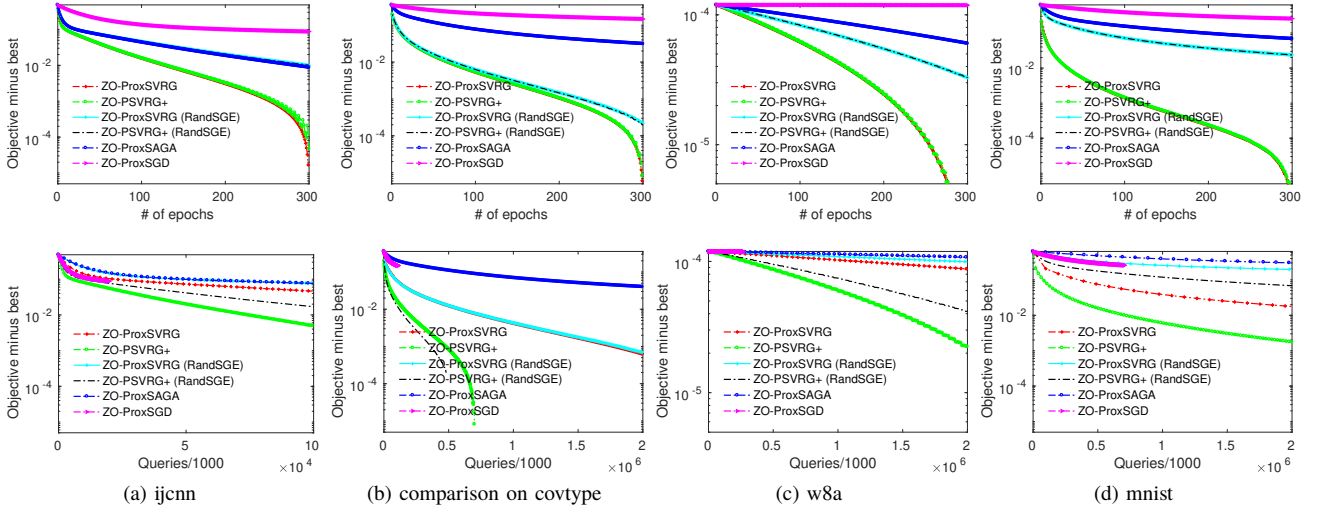 Objective minus best
10^-2
10^-4
ZO-ProxSVRG
ZO-PSVRG+
ZO-ProxSVRG (RandSGE)
ZO-PSVRG+ (RandSGE)
ZO-ProxSAGA
ZO-ProxSGD
0 100 200 300
# of epochs
Objective minus best
10^-2
10^-4
ZO-ProxSVRG
ZO-PSVRG+
ZO-ProxSVRG (RandSGE)
ZO-PSVRG+ (RandSGE)
ZO-ProxSAGA
ZO-ProxSGD
0 100 200 300
# of epochs
Objective minus best
10^-4
10^-5
ZO-ProxSVRG
ZO-PSVRG+
ZO-ProxSVRG (RandSGE)
ZO-PSVRG+ (RandSGE)
ZO-ProxSAGA
ZO-ProxSGD
0 100 200 300
# of epochs
Objective minus best
10^-2
10^-4
ZO-ProxSVRG
ZO-PSVRG+
ZO-ProxSVRG (RandSGE)
ZO-PSVRG+ (RandSGE)
ZO-ProxSAGA
ZO-ProxSGD
0 100 200 300
# of epochs
Objective minus best
10^-2
10^-4
ZO-ProxSVRG
ZO-PSVRG+
ZO-ProxSVRG (RandSGE)
ZO-PSVRG+ (RandSGE)
ZO-ProxSAGA
ZO-ProxSGD
0 5 10
Queries/1000 ×10^4
(a) ijcnn
Objective minus best
10^-2
10^-4
ZO-ProxSVRG
ZO-PSVRG+
ZO-ProxSVRG (RandSGE)
ZO-PSVRG+ (RandSGE)
ZO-ProxSAGA
ZO-ProxSGD
0 0.5 1 1.5 2
Queries/1000 ×10^6
(b) comparison on covtype
Objective minus best
10^-4
10^-5
ZO-ProxSVRG
ZO-PSVRG+
ZO-ProxSVRG (RandSGE)
ZO-PSVRG+ (RandSGE)
ZO-ProxSAGA
ZO-ProxSGD
0 0.5 1 1.5 2
Queries/1000 ×10^6
(c) w8a
Objective minus best
10^-2
10^-4
ZO-ProxSVRG
ZO-PSVRG+
ZO-ProxSVRG (RandSGE)
ZO-PSVRG+ (RandSGE)
ZO-ProxSAGA
ZO-ProxSGD
0 0.5 1 1.5 2
Queries/1000 ×10^6
(d) mnist